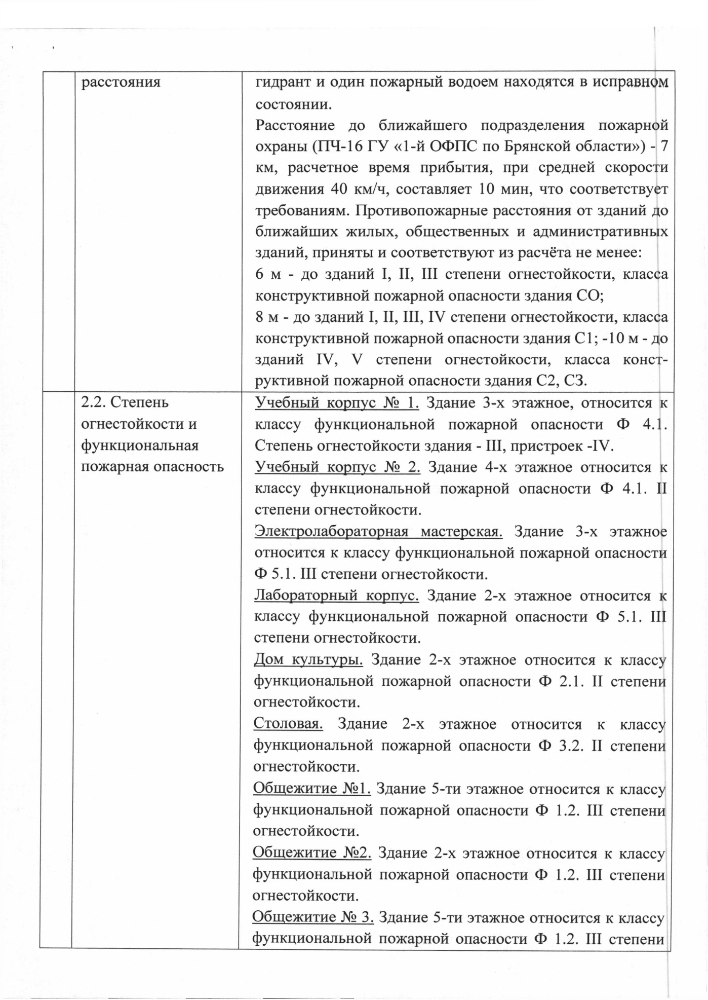 расстояния
гидрант и один пожарный водоем находятся в исправном
состоянии.
Расстояние до ближайшего подразделения пожарной
охраны (ПЧ-16 ГУ «1-й ОФПС по Брянской области») - 7
км, расчетное время прибытия, при средней скорости
движения 40 км/ч, составляет 10 мин, что соответствует
требованиям. Противопожарные расстояния от зданий до
ближайших жилых, общественных и административных
зданий, приняты и соответствуют из расчёта не менее:
6 м - до зданий I, II, III степени огнестойкости, класса
конструктивной пожарной опасности здания СО;
8 м - до зданий I, II, III, IV степени огнестойкости, класса
конструктивной пожарной опасности здания С1; -10 м - до
зданий IV, V степени огнестойкости, класса конст-
руктивной пожарной опасности здания С2, СЗ.
2.2. Степень
огнестойкости и
функциональная
пожарная опасность
Учебный корпус № 1. Здание 3-х этажное, относится к
классу функциональной пожарной опасности Ф 4.1.
Степень огнестойкости здания - III, пристроек -IV.
Учебный корпус № 2. Здание 4-х этажное относится к
классу функциональной пожарной опасности Ф 4.1. II
степени огнестойкости.
Электролабораторная мастерская. Здание 3-х этажное
относится к классу функциональной пожарной опасности
Ф 5.1. III степени огнестойкости.
Лабораторный корпус. Здание 2-х этажное относится к
классу функциональной пожарной опасности Ф 5.1. III
степени огнестойкости.
Дом культуры. Здание 2-х этажное относится к классу
функциональной пожарной опасности Ф 2.1. II степени
огнестойкости.
Столовая. Здание 2-х этажное относится к классу
функциональной пожарной опасности Ф 3.2. II степени
огнестойкости.
Общежитие №1. Здание 5-ти этажное относится к классу
функциональной пожарной опасности Ф 1.2. III степени
огнестойкости.
Общежитие №2. Здание 2-х этажное относится к классу
функциональной пожарной опасности Ф 1.2. III степени
огнестойкости.
Общежитие № 3. Здание 5-ти этажное относится к классу
функциональной пожарной опасности Ф 1.2. III степени